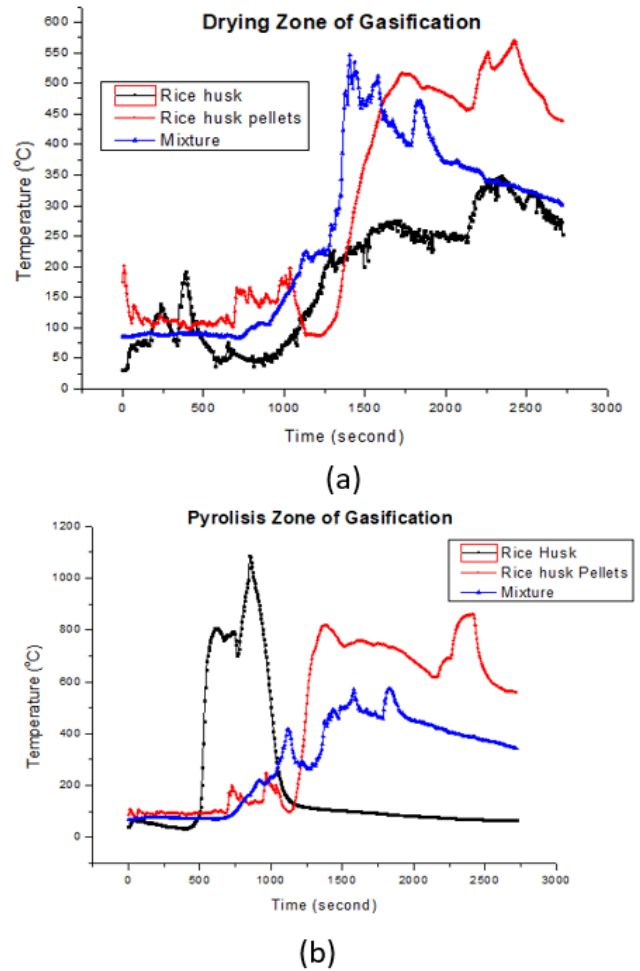 Drying Zone of Gasification
600
550
500
450
400
350
300
250
200
150
100
50
0
Temperature (°C)
Rice husk
Rice husk pellets
Mixture
0 500 1000 1500 2000 2500 3000
Time (second)
(a)
Pyrolisis Zone of Gasification
1200
1000
800
600
400
200
0
Temperature (°C)
Rice Husk
Rice husk Pellets
Mixture
0 500 1000 1500 2000 2500 3000
Time (second)
(b)